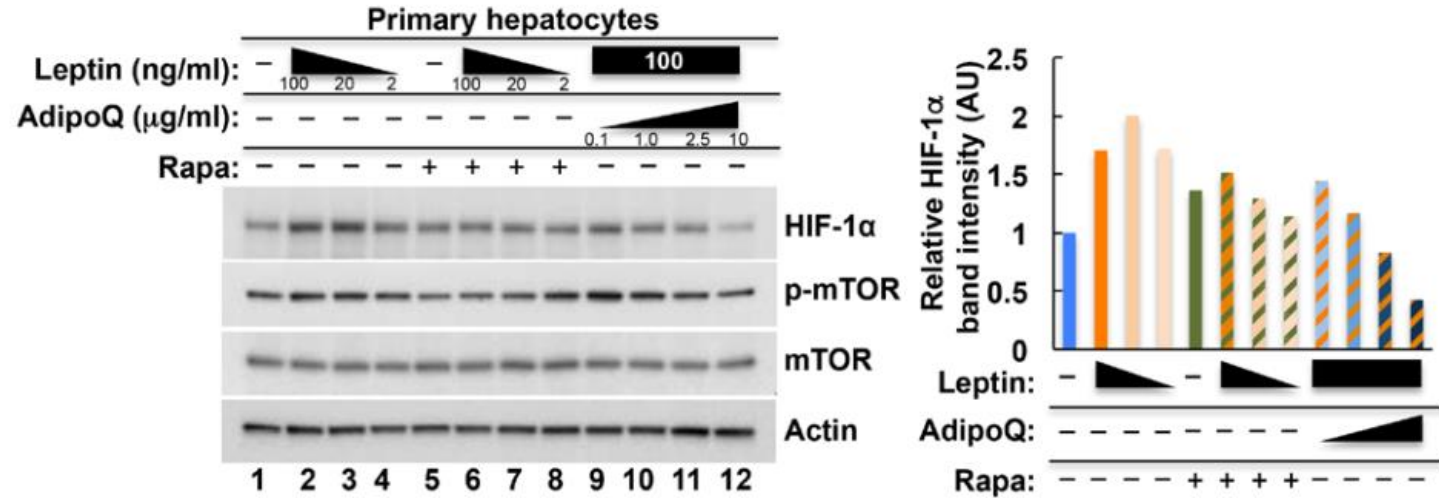 Primary hepatocytes
Leptin (ng/ml): – 100 20 2 – 100 20 2 100
AdipoQ (μg/ml): – – – – – – – – 0.1 1.0 2.5 10
Rapa: – – – – + + + + – – – –
HIF-1α
p-mTOR
mTOR
Actin
1 2 3 4 5 6 7 8 9 10 11 12
Relative HIF-1α
band intensity (AU)
2.5
2
1.5
1
0.5
0
Leptin: – –
AdipoQ: – – – – – – – –
Rapa: – – – – + + + + – – – –